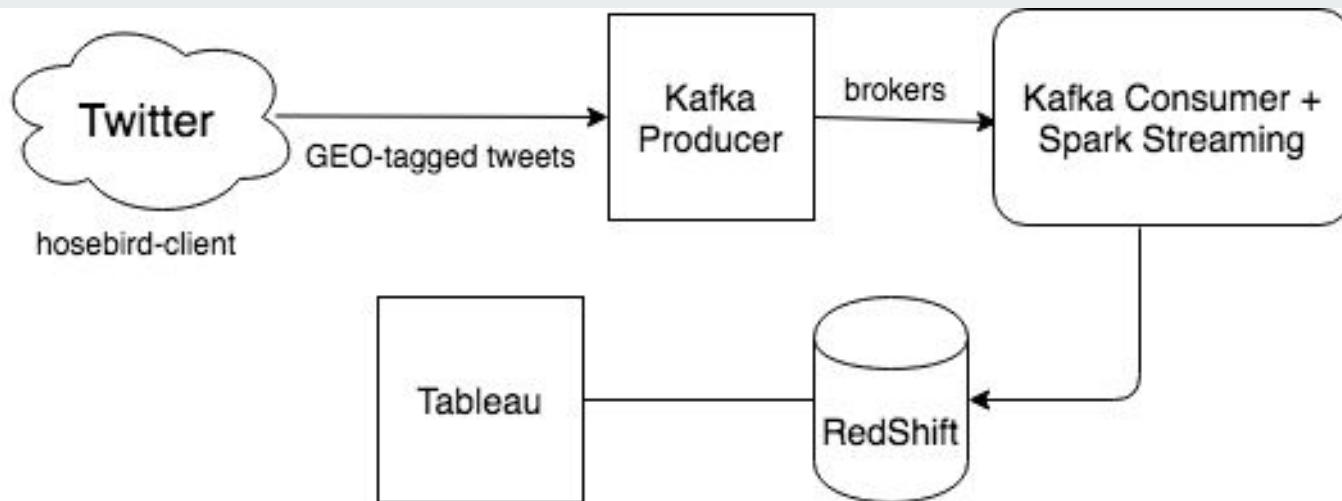 Twitter
GEO-tagged tweets
hosebird-client
Kafka
Producer
brokers
Kafka Consumer +
Spark Streaming
Tableau
RedShift